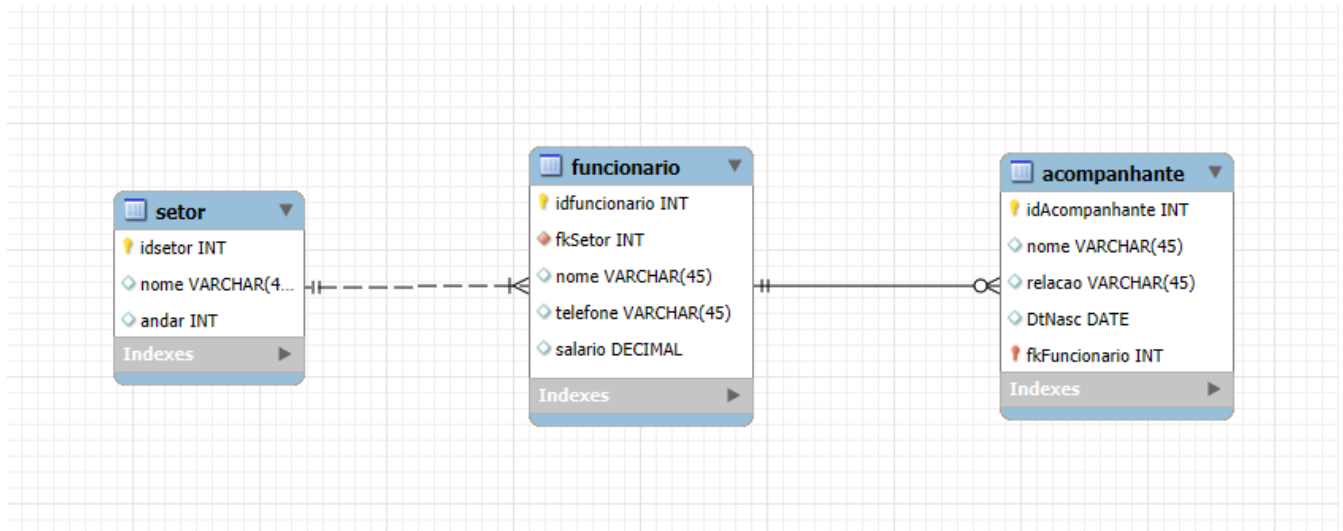 setor
idsetor INT
nome VARCHAR(4...
andar INT
Indexes
funcionario
idfuncionario INT
fkSetor INT
nome VARCHAR(45)
telefone VARCHAR(45)
salario DECIMAL
Indexes
acompanhante
idAcompanhante INT
nome VARCHAR(45)
relacao VARCHAR(45)
DtNasc DATE
fkFuncionario INT
Indexes